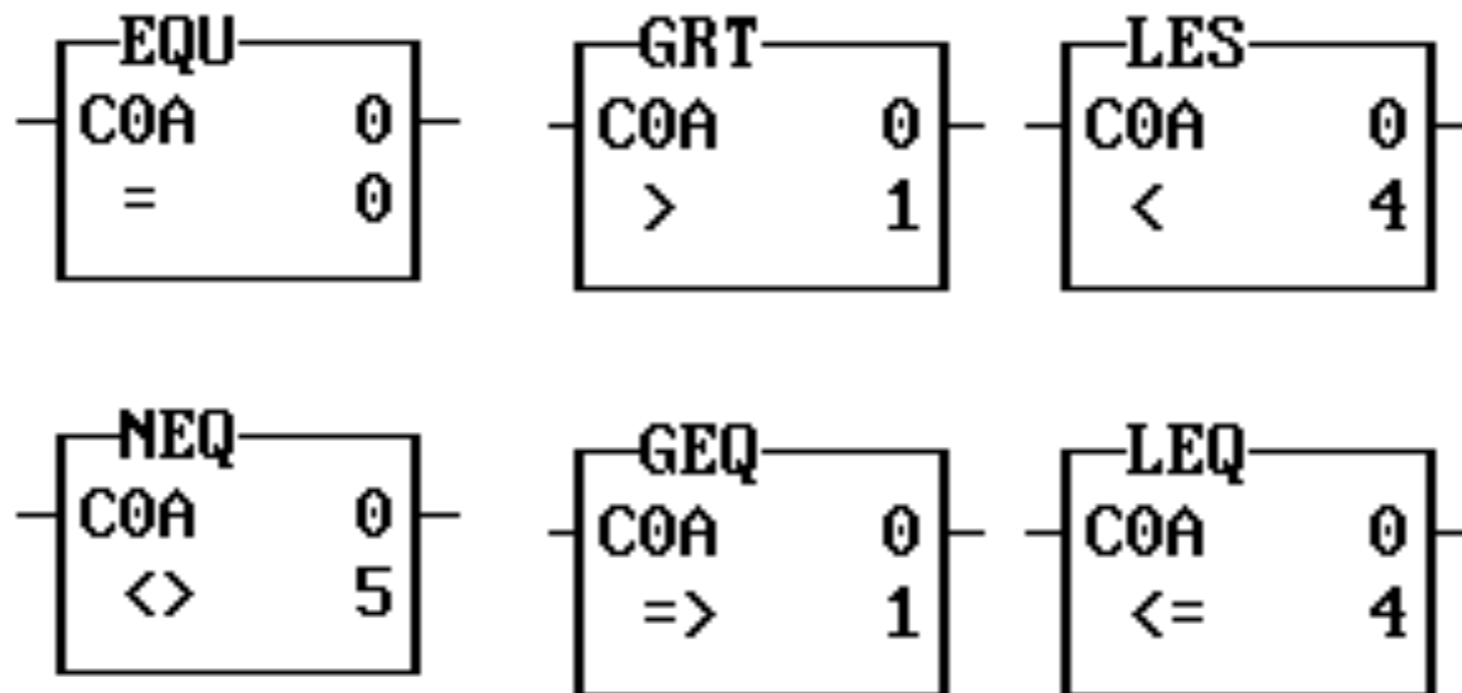 EQU
C0A 0
= 0
GRT
C0A 0
> 1
LES
C0A 0
< 4
NEQ
C0A 0
<> 5
GEQ
C0A 0
=> 1
LEQ
C0A 0
<= 4